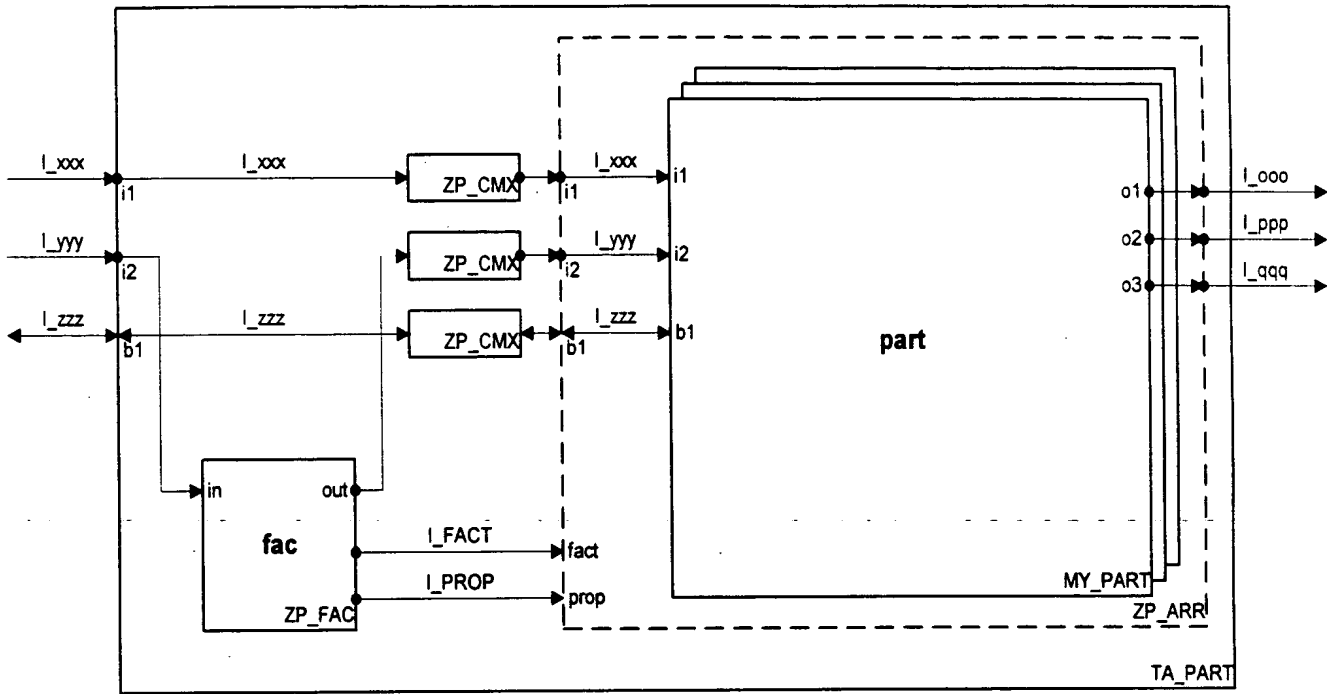 I_xxx
I_xxx
I_xxx
i1
ZP_CMX
i1
i1
o1
I_ooo
I_yyy
I_yyy
i2
ZP_CMX
i2
i2
o2
I_ppp
I_zzz
I_zzz
I_zzz
b1
ZP_CMX
b1
b1
o3
I_qqq
part
in
out
fac
I_FACT
fact
I_PROP
prop
ZP_FAC
MY_PART
ZP_ARR
TA_PART